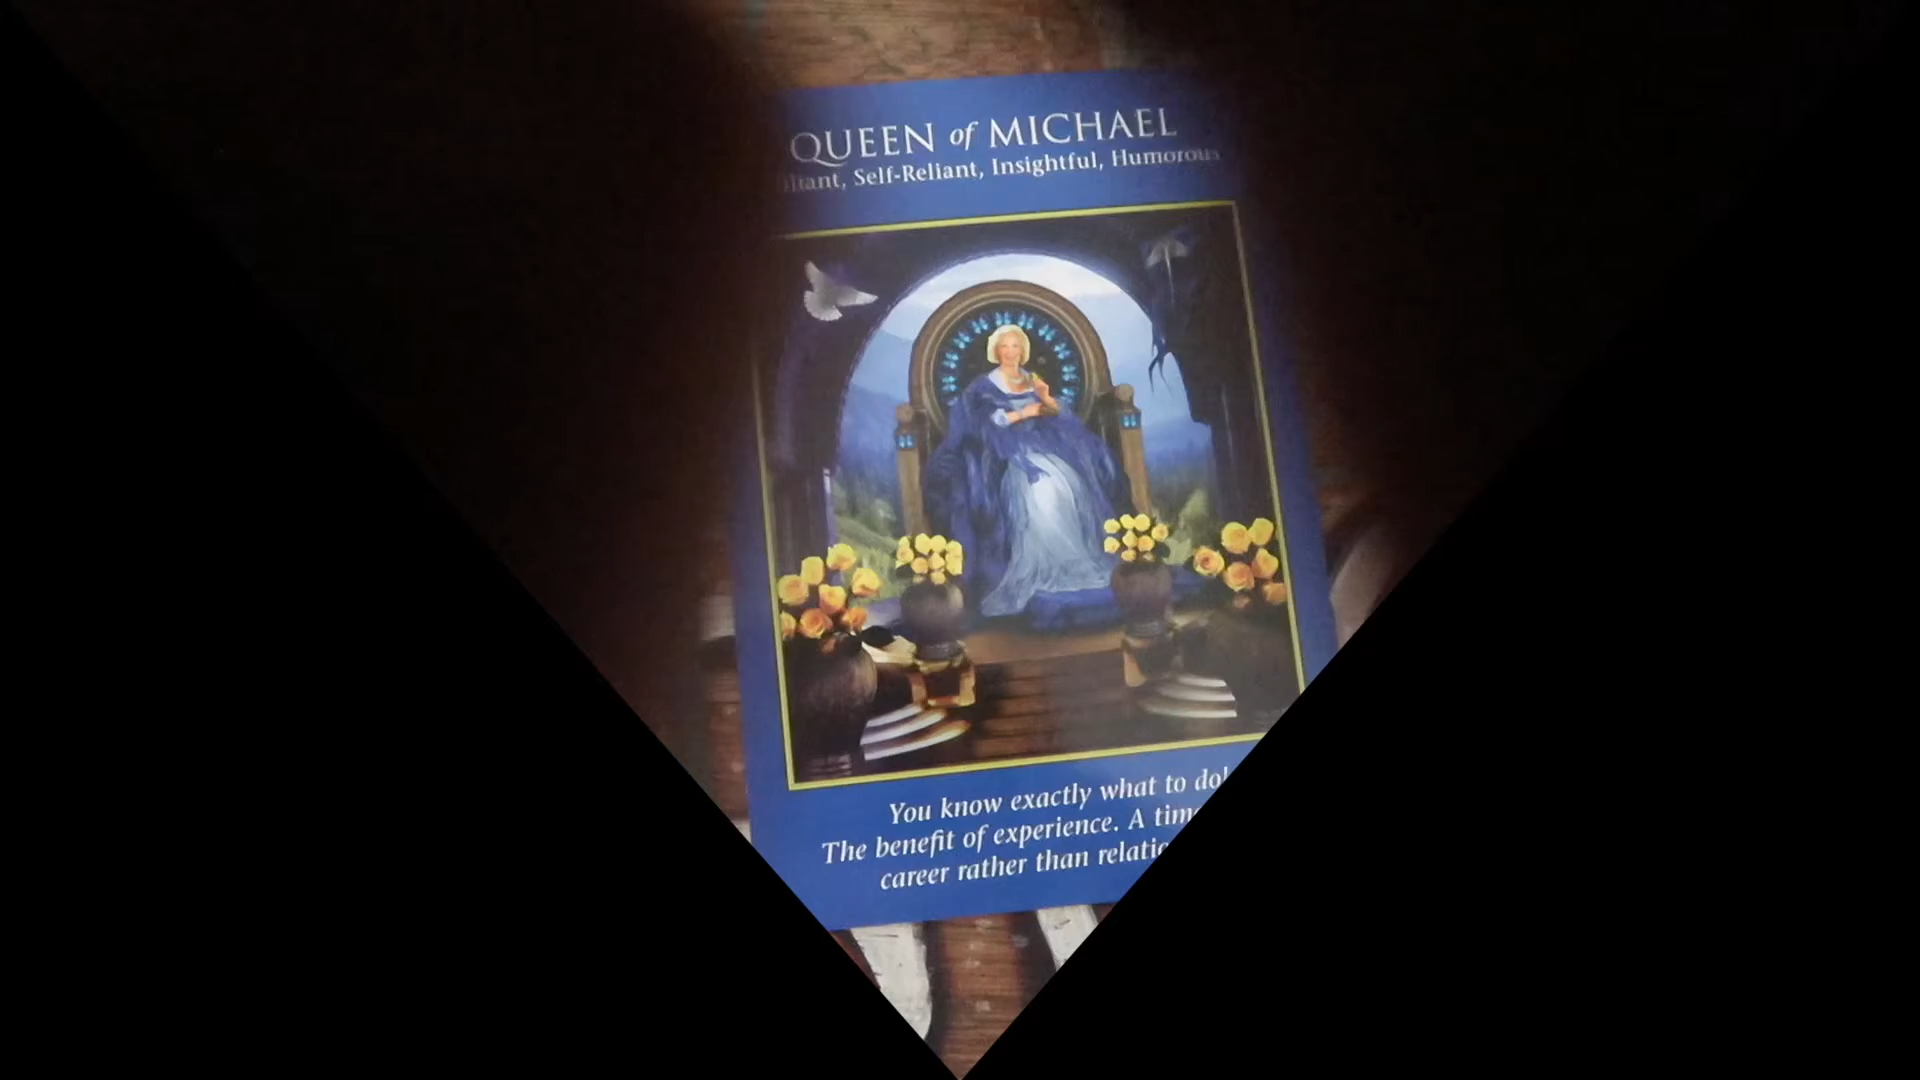 QUEEN of MICHAEL
Self-Reliant, Insightful, Humorous
You know exactly what to do!
The benefit of experience. A
career rather than